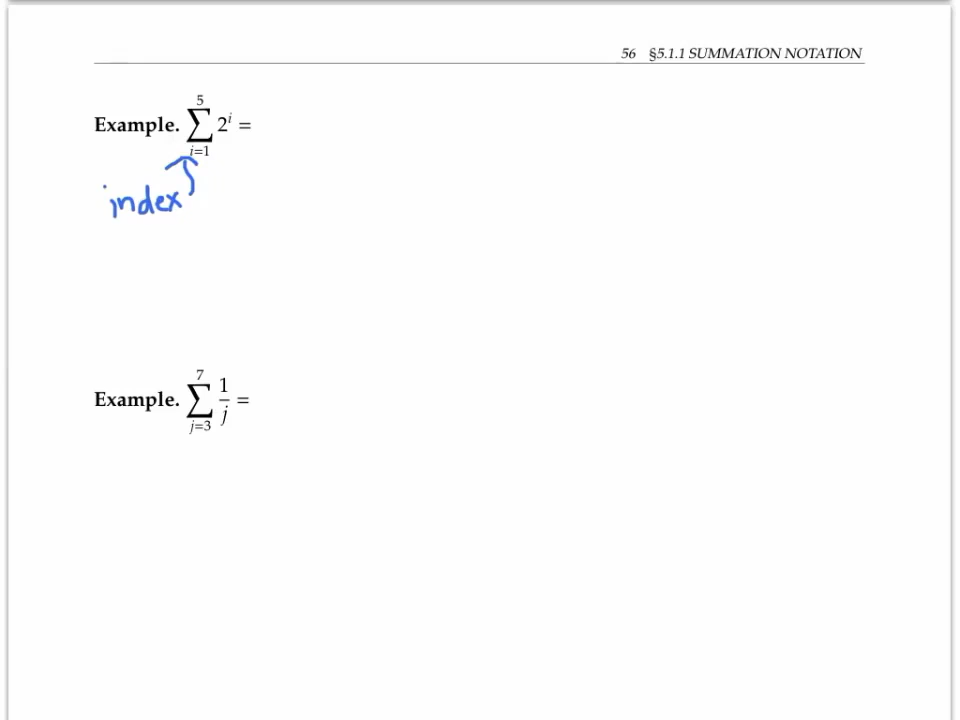 56 §5.1.1 SUMMATION NOTATION
5
Example. ∑ 2^i =
i=1
index
7
Example. ∑ 1/j =
j=3